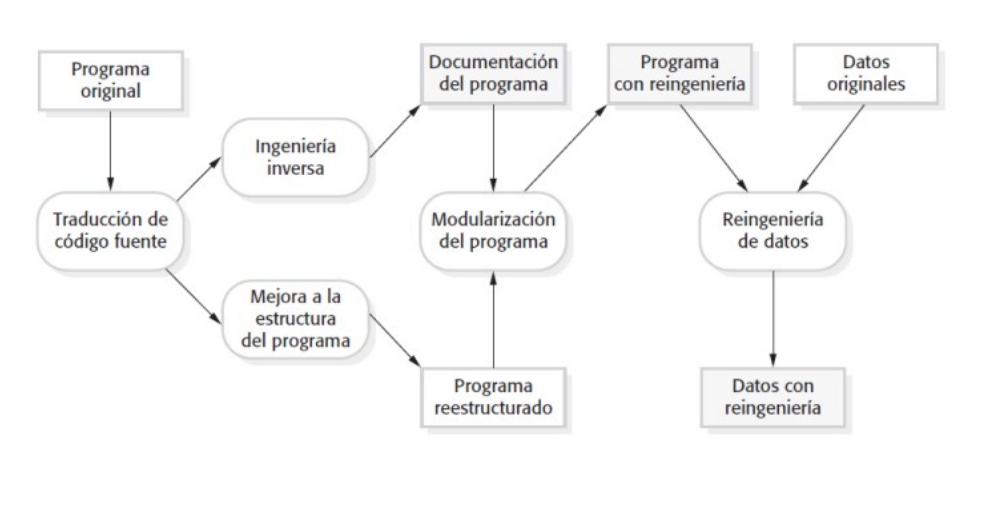 Programa
original
Documentación
del programa
Programa
con reingeniería
Datos
originales
Ingeniería
inversa
Traducción de
código fuente
Modularización
del programa
Reingeniería
de datos
Mejora a la
estructura
del programa
Programa
reestructurado
Datos con
reingeniería